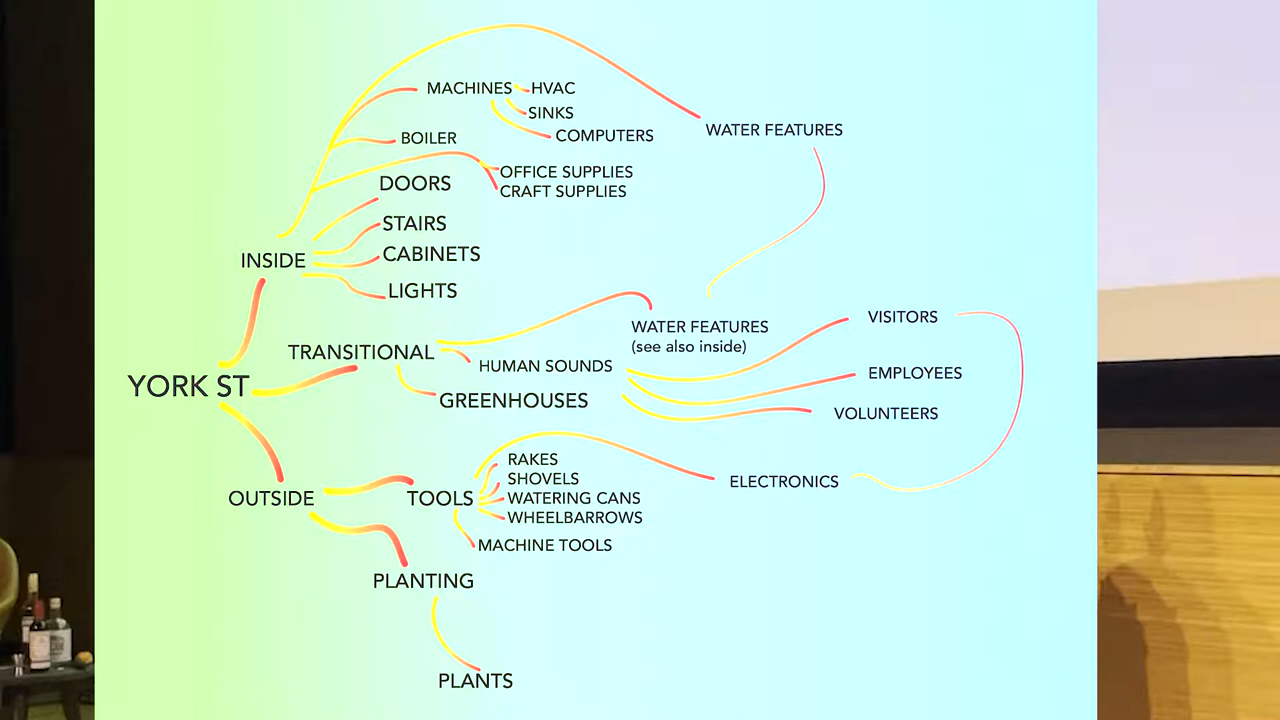 MACHINES
HVAC
SINKS
COMPUTERS
WATER FEATURES
BOILER
OFFICE SUPPLIES
CRAFT SUPPLIES
DOORS
STAIRS
CABINETS
LIGHTS
INSIDE
WATER FEATURES
(see also inside)
VISITORS
TRANSITIONAL
HUMAN SOUNDS
EMPLOYEES
YORK ST
GREENHOUSES
VOLUNTEERS
RAKES
SHOVELS
ELECTRONICS
OUTSIDE
TOOLS
WATERING CANS
WHEELBARROWS
MACHINE TOOLS
PLANTING
PLANTS